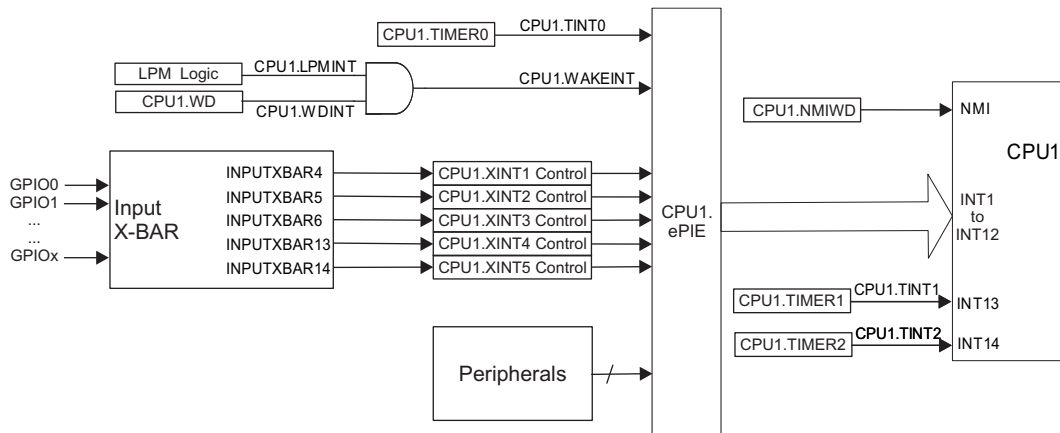 CPU1.TIMER0
CPU1.TINT0
LPM Logic
CPU1.LPMINT
CPU1.WD
CPU1.WDINT
CPU1.WAKEINT
GPIO0
GPIO1
...
...
GPIOx
Input
X-BAR
INPUTXBAR4
INPUTXBAR5
INPUTXBAR6
INPUTXBAR13
INPUTXBAR14
CPU1.XINT1 Control
CPU1.XINT2 Control
CPU1.XINT3 Control
CPU1.XINT4 Control
CPU1.XINT5 Control
Peripherals
CPU1.
ePIE
CPU1.NMIWD
NMI
CPU1
INT1
to
INT12
CPU1.TIMER1
CPU1.TINT1
INT13
CPU1.TIMER2
CPU1.TINT2
INT14